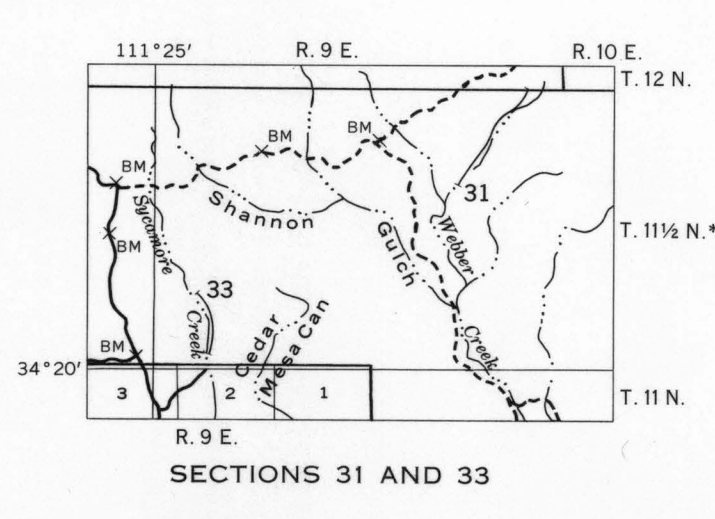 111°25′ R. 9 E. R. 10 E.
T. 12 N.
BM BM
BM
31
Sycamore
Shannon
Gulch
Webber
T. 11½ N.*
BM
33
Creek
Cedar
Mesa Can
Creek
BM
34°20′
3 2 1
T. 11 N.
R. 9 E.
SECTIONS 31 AND 33